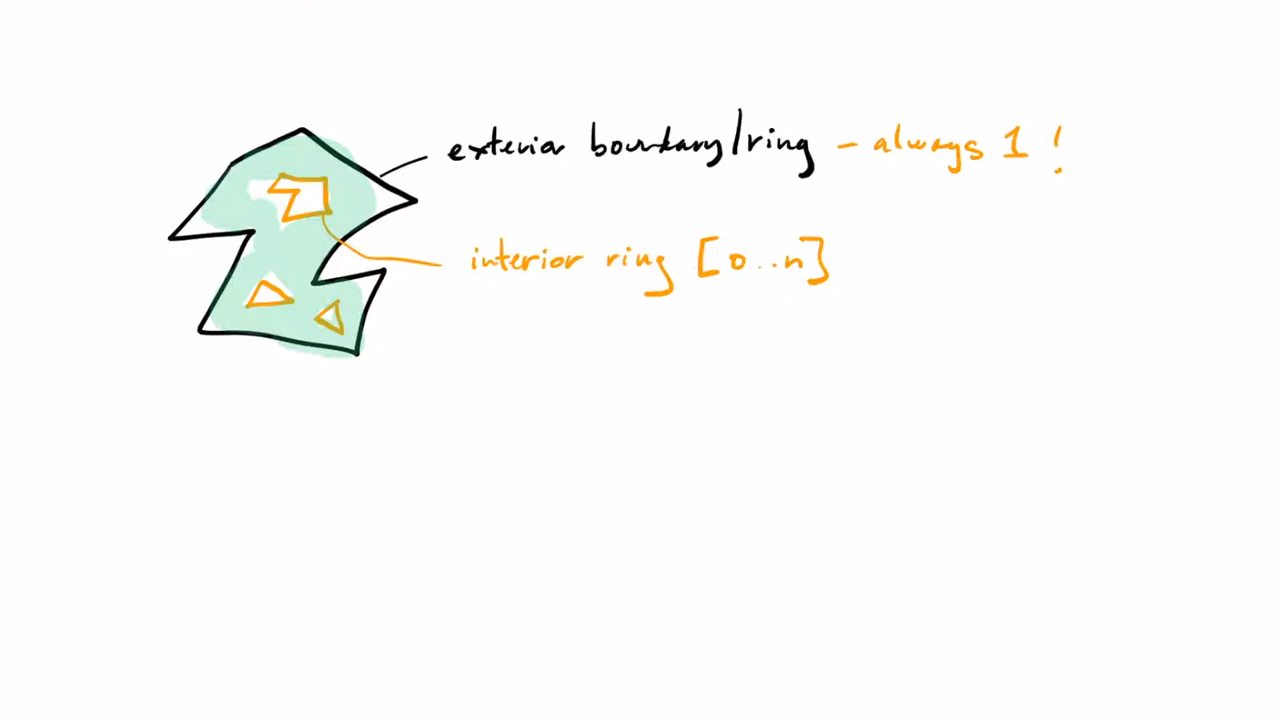 exterior boundary/ring - always 1 !
interior ring [0..n]